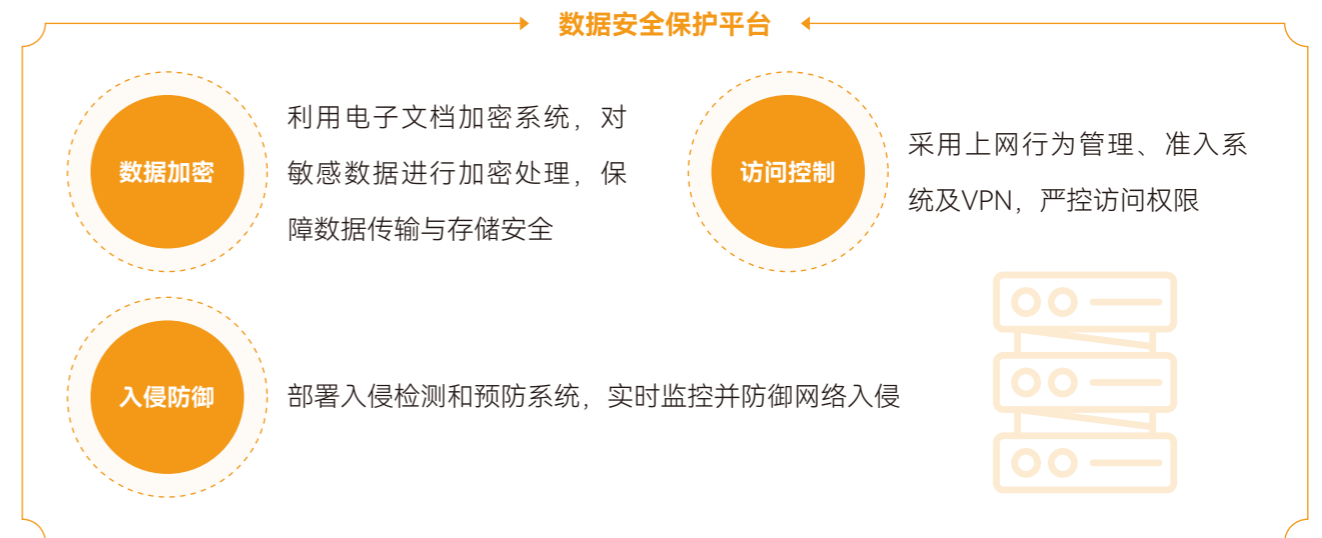 数据安全保护平台
数据加密
利用电子文档加密系统，对
敏感数据进行加密处理，保
障数据传输与存储安全
访问控制
采用上网行为管理、准入系
统及VPN，严控访问权限
入侵防御
部署入侵检测和预防系统，实时监控并防御网络入侵